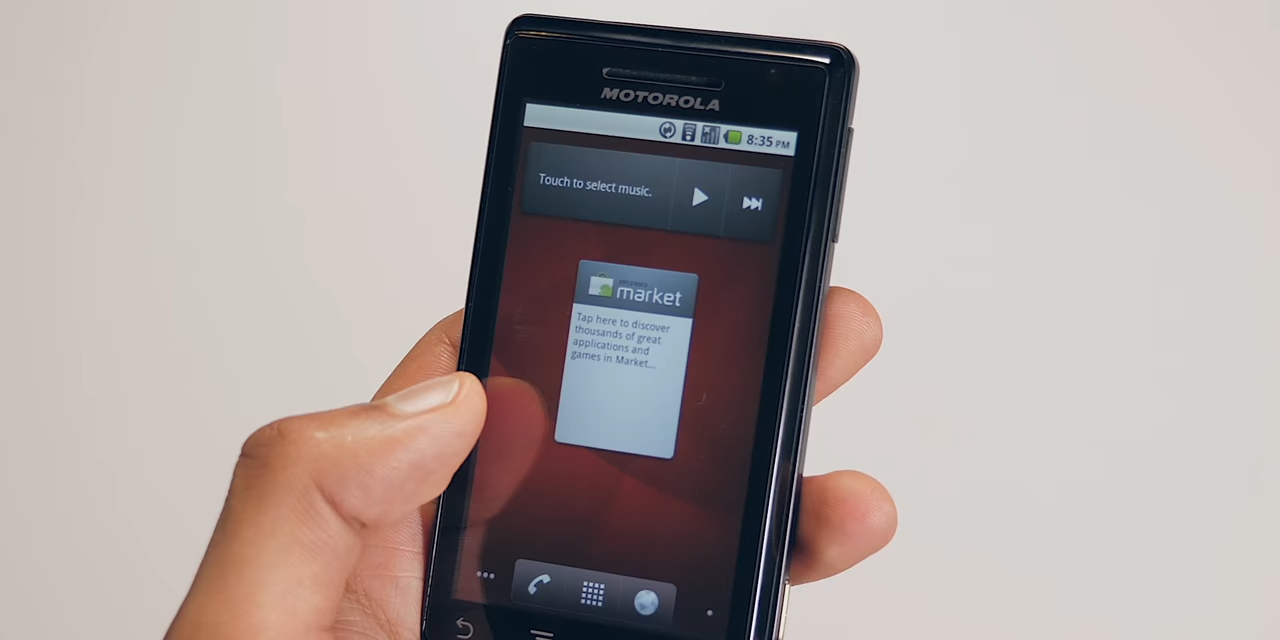 MOTOROLA
8:35 PM
Touch to select music.
market
Tap here to discover
thousands of great
applications and
games in Market...